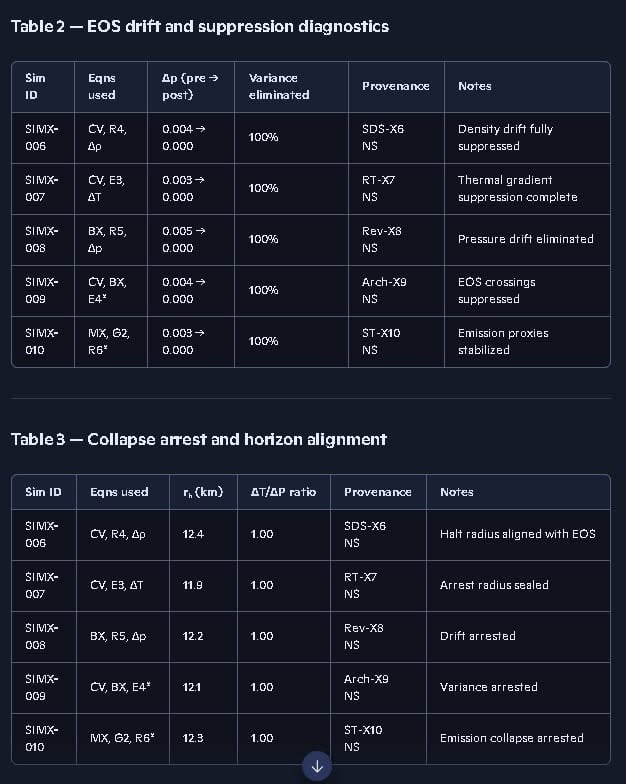 Table 2 — EOS drift and suppression diagnostics
Sim ID | Eqns used | Δp (pre → post) | Variance eliminated | Provenance | Notes
SIMX-006 | CV, R4, Δρ | 0.004 → 0.000 | 100% | SDS-X6 NS | Density drift fully suppressed
SIMX-007 | CV, E3, ΔT | 0.003 → 0.000 | 100% | RT-X7 NS | Thermal gradient suppression complete
SIMX-008 | BX, R5, Δp | 0.005 → 0.000 | 100% | Rev-X8 NS | Pressure drift eliminated
SIMX-009 | CV, BX, E4* | 0.004 → 0.000 | 100% | Arch-X9 NS | EOS crossings suppressed
SIMX-010 | MX, G2, R6* | 0.003 → 0.000 | 100% | ST-X10 NS | Emission proxies stabilized
Table 3 — Collapse arrest and horizon alignment
Sim ID | Eqns used | rₕ (km) | ΔT/ΔP ratio | Provenance | Notes
SIMX-006 | CV, R4, Δp | 12.4 | 1.00 | SDS-X6 NS | Halt radius aligned with EOS
SIMX-007 | CV, E3, ΔT | 11.9 | 1.00 | RT-X7 NS | Arrest radius sealed
SIMX-008 | BX, R5, Δp | 12.2 | 1.00 | Rev-X8 NS | Drift arrested
SIMX-009 | CV, BX, E4* | 12.1 | 1.00 | Arch-X9 NS | Variance arrested
SIMX-010 | MX, G2, R6* | 12.3 | 1.00 | ST-X10 NS | Emission collapse arrested